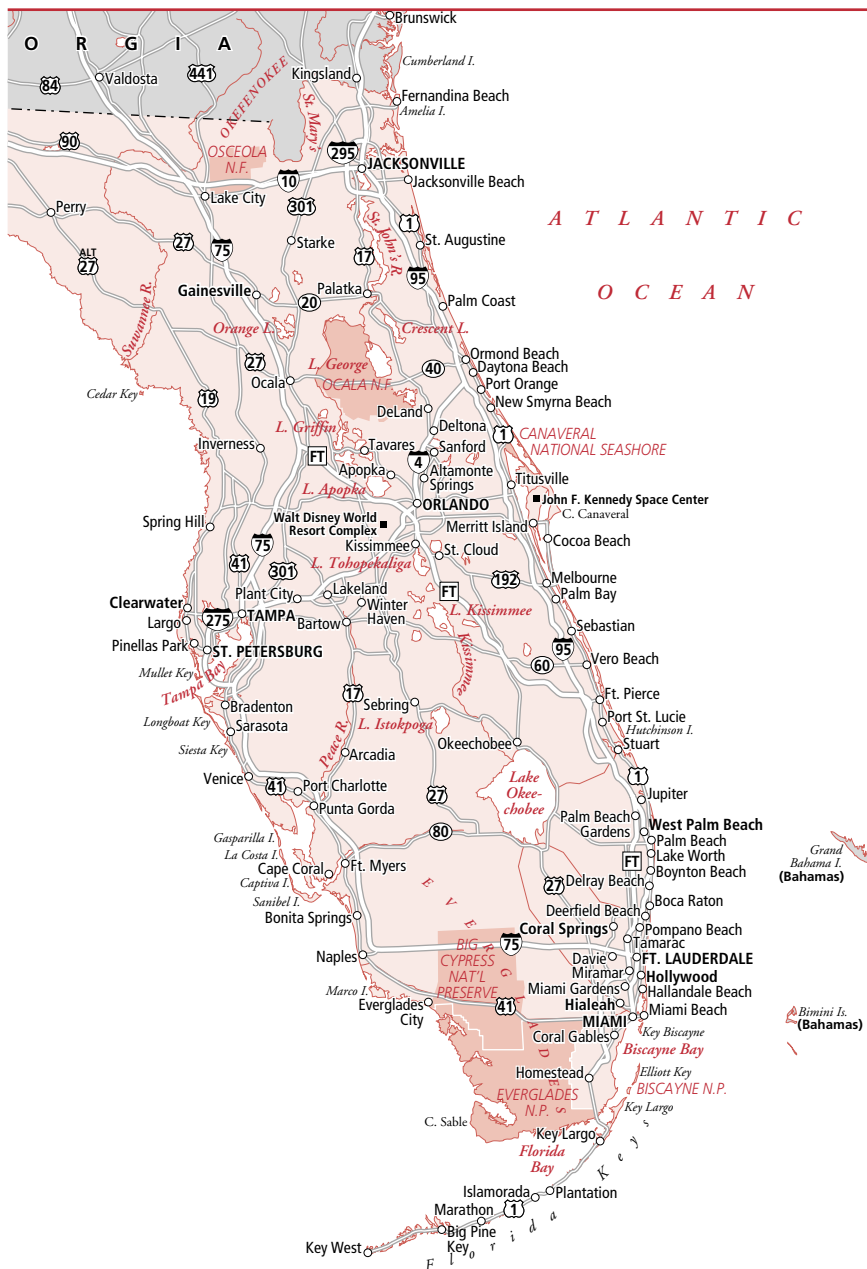 Brunswick
O R G I A
Cumberland I.
441
Kingsland
Valdosta
84
OKEFENOKEE
St. Mary's
Fernandina Beach
Amelia I.
90
OSCEOLA
N.F.
295
JACKSONVILLE
10
Jacksonville Beach
Lake City
301
Perry
1
A T L A N T I C
St. John's R.
27
Starke
St. Augustine
75
17
ALT
27
95
Gainesville
Palatka
O C E A N
20
Palm Coast
Suwannee R.
Orange L.
Crescent L.
Ormond Beach
27
L. George
40
Daytona Beach
Ocala
OCALA N.F.
Port Orange
Cedar Key
19
New Smyrna Beach
DeLand
L. Griffin
Deltona
1
CANAVERAL
NATIONAL SEASHORE
Inverness
Tavares
Sanford
FT
4
Apopka
Altamonte
Springs
Titusville
L. Apopka
John F. Kennedy Space Center
ORLANDO
C. Canaveral
Walt Disney World
Resort Complex
Merritt Island
Spring Hill
75
Kissimmee
Cocoa Beach
41
St. Cloud
301
L. Tohopekaliga
192
Melbourne
Plant City
Lakeland
FT
Palm Bay
Clearwater
275
TAMPA
Winter
Haven
L. Kissimmee
Largo
Bartow
Sebastian
Pinellas Park
ST. PETERSBURG
Kissimmee
95
60
Vero Beach
Mullet Key
Tampa Bay
17
Ft. Pierce
Bradenton
Sebring
Longboat Key
Sarasota
L. Istokpoga
Port St. Lucie
Hutchinson I.
Siesta Key
Peace R.
Okeechobee
Stuart
Arcadia
Venice
41
Port Charlotte
Lake
Okee-
chobee
1
27
Jupiter
Punta Gorda
Palm Beach
Gardens
West Palm Beach
80
Gasparilla I.
Palm Beach
La Costa I.
FT
Lake Worth
Grand
Bahama I.
(Bahamas)
Cape Coral
Ft. Myers
Boynton Beach
Captiva I.
27
Delray Beach
Sanibel I.
Boca Raton
Bonita Springs
Deerfield Beach
E V E R G L A D E S
Coral Springs
Pompano Beach
75
Tamarac
BIG
CYPRESS
NAT'L
PRESERVE
Naples
Davie
FT. LAUDERDALE
Miramar
Hollywood
Marco I.
Miami Gardens
Hallandale Beach
Everglades
City
41
Hialeah
MIAMI
Miami Beach
Bimini Is.
(Bahamas)
Coral Gables
Key Biscayne
Biscayne Bay
Homestead
Elliott Key
EVERGLADES
N.P.
BISCAYNE N.P.
Key Largo
C. Sable
Key Largo
Florida
Bay
Islamorada
Plantation
Marathon
1
Big Pine
Key
Key West
Florida Keys